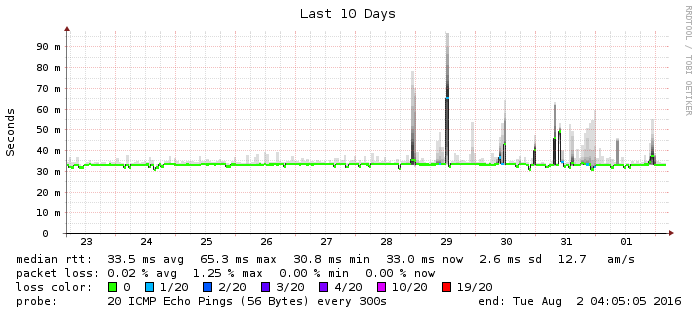 Last 10 Days
RRDTOOL / TOBI OETIKER
Seconds
90 m
80 m
70 m
60 m
50 m
40 m
30 m
20 m
10 m
0
23 24 25 26 27 28 29 30 31 01
median rtt: 33.5 ms avg 65.3 ms max 30.8 ms min 33.0 ms now 2.6 ms sd 12.7 am/s
packet loss: 0.02 % avg 1.25 % max 0.00 % min 0.00 % now
loss color: 0 1/20 2/20 3/20 4/20 10/20 19/20
probe: 20 ICMP Echo Pings (56 Bytes) every 300s end: Tue Aug 2 04:05:05 2016